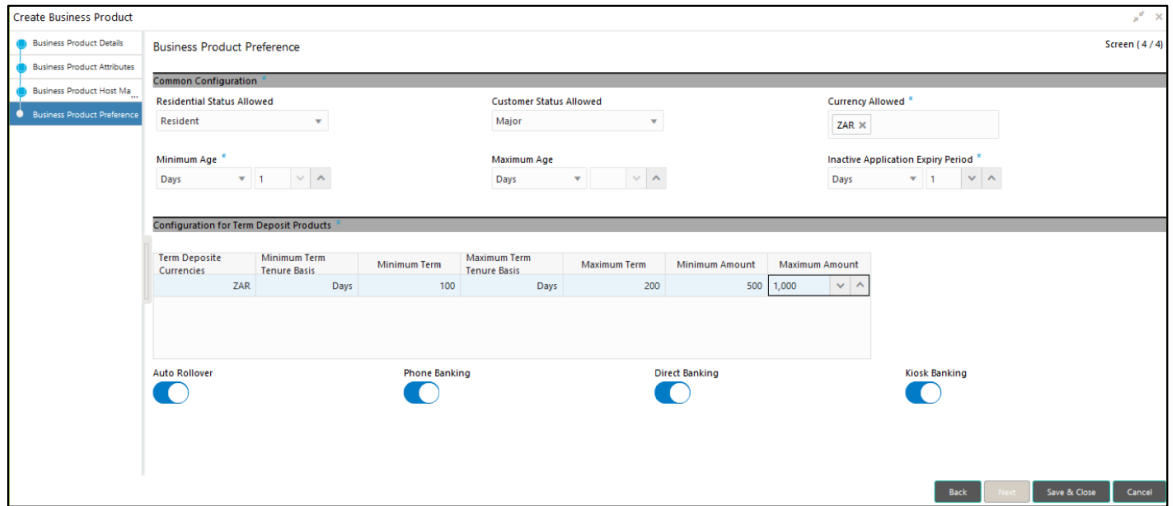 Create Business Product
Business Product Details
Business Product Attributes
Business Product Host Ma...
Business Product Preference
Business Product Preference
Screen ( 4 / 4)
Common Configuration *
Residential Status Allowed
Customer Status Allowed
Currency Allowed *
Resident
Major
ZAR ×
Minimum Age *
Maximum Age
Inactive Application Expiry Period *
Days 1
Days
Days 1
Configuration for Term Deposit Products *
Term Deposite Currencies
Minimum Term Tenure Basis
Minimum Term
Maximum Term Tenure Basis
Maximum Term
Minimum Amount
Maximum Amount
ZAR Days 100 Days 200 500 1,000
Auto Rollover
Phone Banking
Direct Banking
Kiosk Banking
Back Next Save & Close Cancel